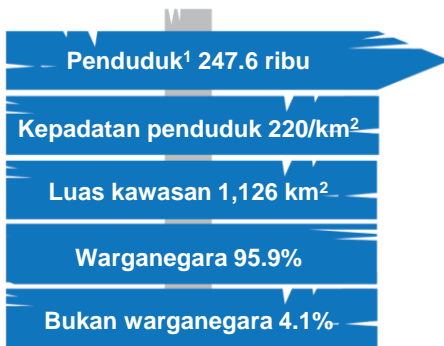 Penduduk¹ 247.6 ribu
Kepadatan penduduk 220/km²
Luas kawasan 1,126 km²
Warganegara 95.9%
Bukan warganegara 4.1%